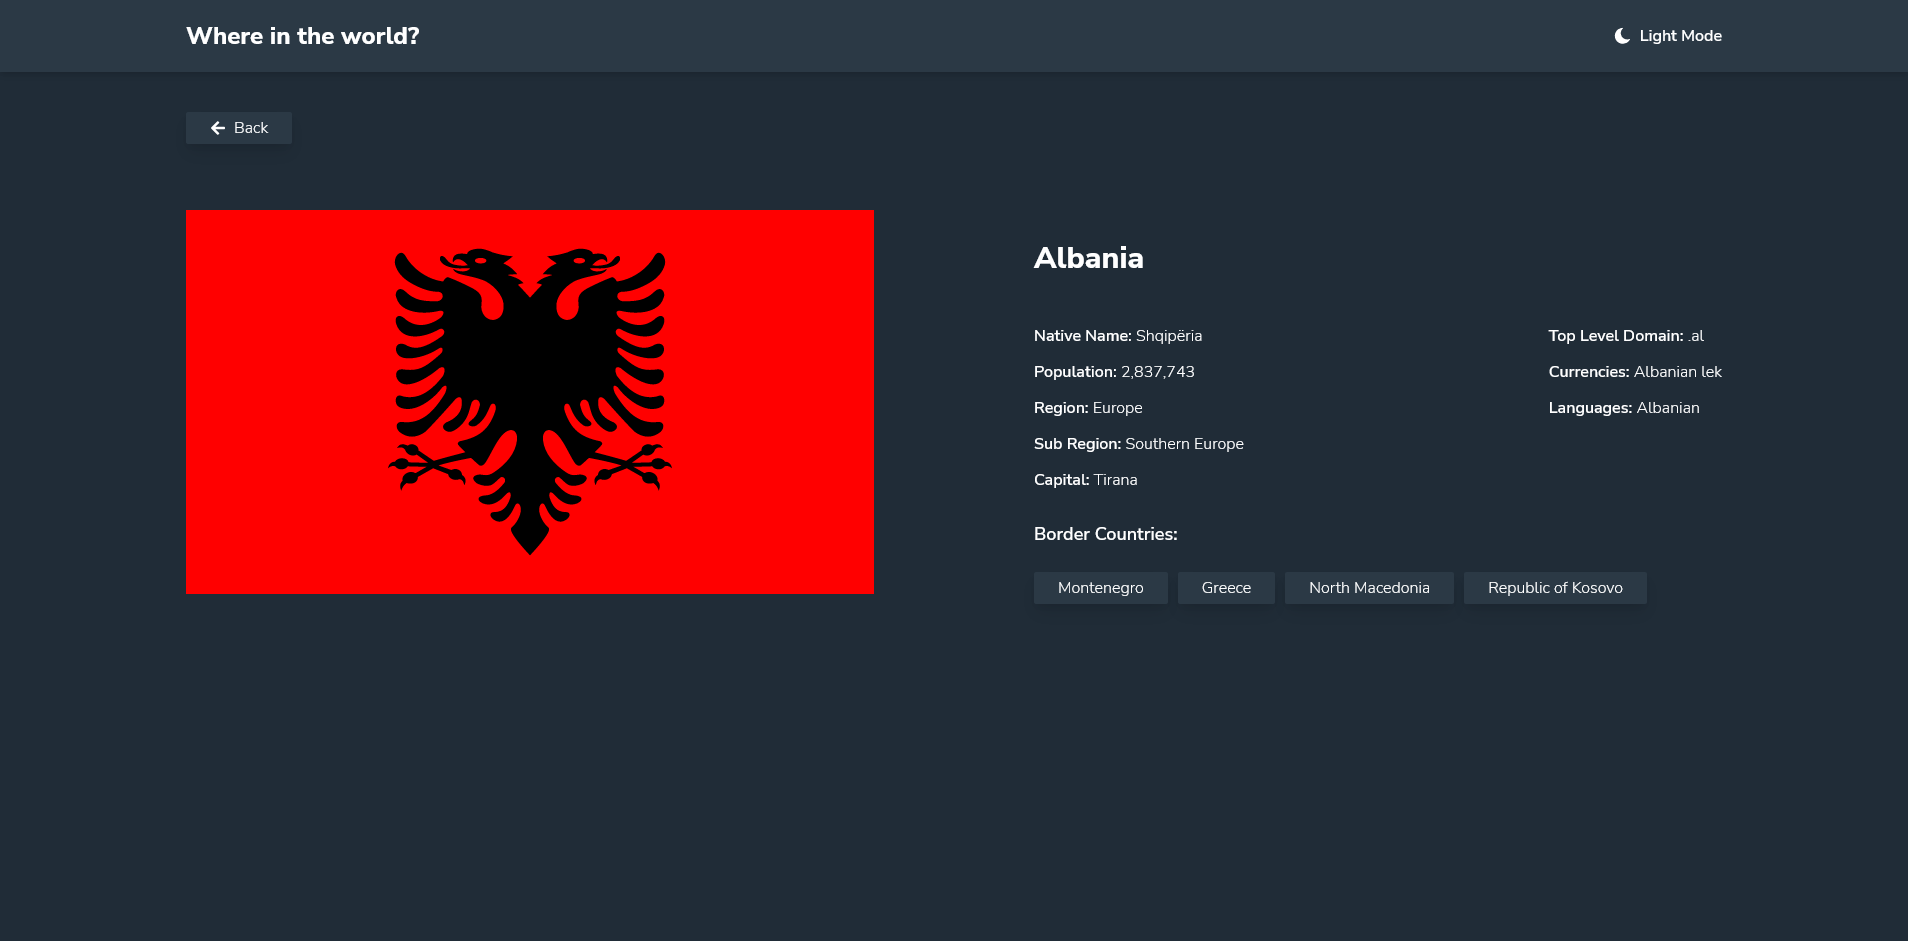 Where in the world?
Light Mode
Back
Albania
Native Name: Shqipëria
Population: 2,837,743
Region: Europe
Sub Region: Southern Europe
Capital: Tirana
Top Level Domain: .al
Currencies: Albanian lek
Languages: Albanian
Border Countries:
Montenegro
Greece
North Macedonia
Republic of Kosovo